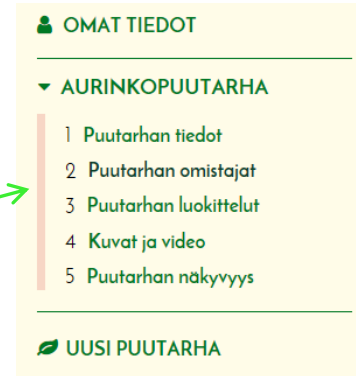 OMAT TIEDOT
AURINKOPUUTARHA
1 Puutarhan tiedot
2 Puutarhan omistajat
3 Puutarhan luokittelut
4 Kuvat ja video
5 Puutarhan näkyvyys
UUSI PUUTARHA